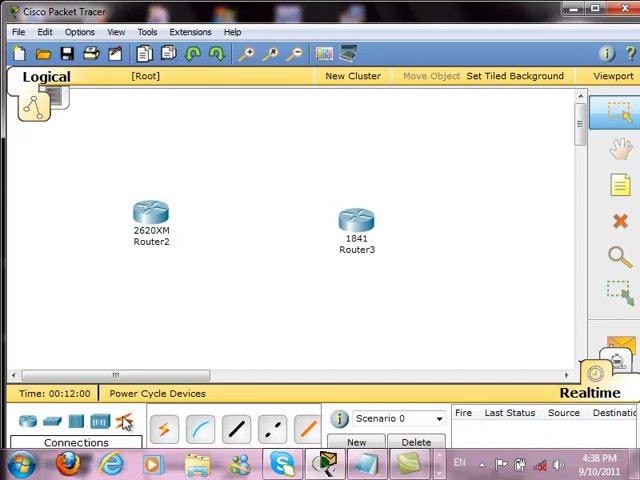 Cisco Packet Tracer
File Edit Options View Tools Extensions Help
Logical [Root] New Cluster Move Object Set Tiled Background Viewport
2620XM
Router2
1841
Router3
Time: 00:12:00 Power Cycle Devices Realtime
Scenario 0
Fire Last Status Source Destinatio
New Delete
Connections
EN
4:38 PM
9/10/2011